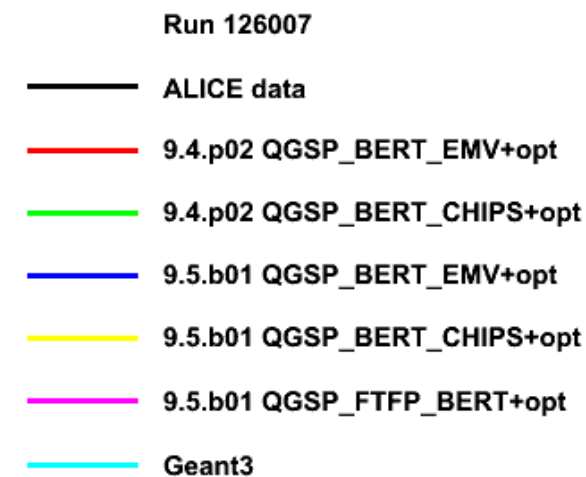 Run 126007
ALICE data
9.4.p02 QGSP_BERT_EMV+opt
9.4.p02 QGSP_BERT_CHIPS+opt
9.5.b01 QGSP_BERT_EMV+opt
9.5.b01 QGSP_BERT_CHIPS+opt
9.5.b01 QGSP_FTFP_BERT+opt
Geant3